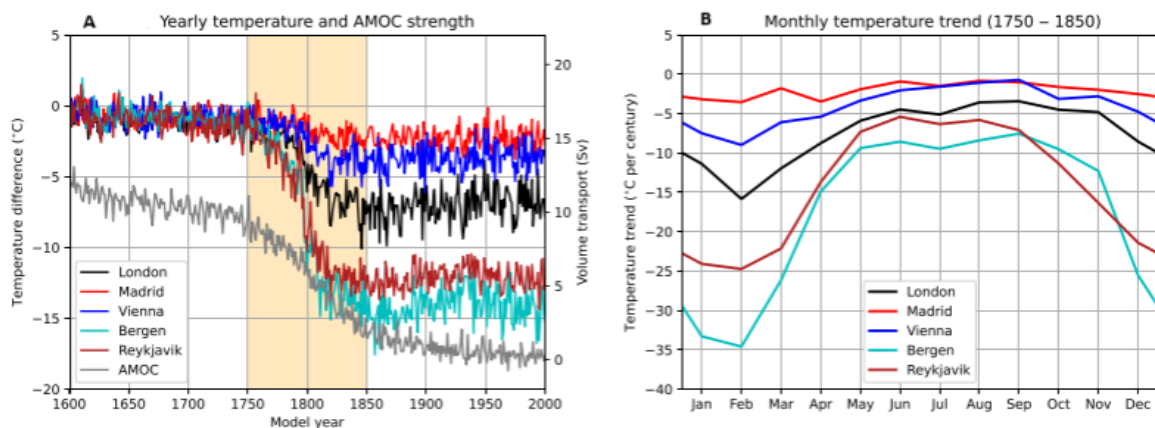 A Yearly temperature and AMOC strength
5
0
−5
−10
−15
−20
Temperature difference (°C)
20
15
10
5
0
Volume transport (Sv)
London
Madrid
Vienna
Bergen
Reykjavik
AMOC
1600 1650 1700 1750 1800 1850 1900 1950 2000
Model year
B Monthly temperature trend (1750 − 1850)
5
0
−5
−10
−15
−20
−25
−30
−35
−40
Temperature trend (°C per century)
London
Madrid
Vienna
Bergen
Reykjavik
Jan Feb Mar Apr May Jun Jul Aug Sep Oct Nov Dec